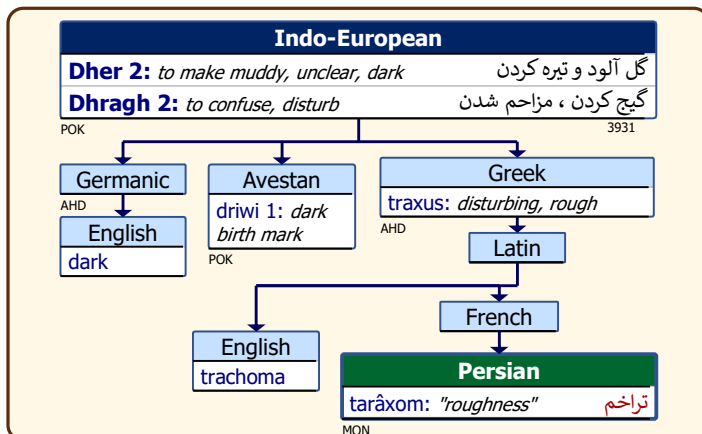 Indo-European
Dher 2: to make muddy, unclear, dark گل آلود و تیره کردن
Dhragh 2: to confuse, disturb گیج کردن ، مزاحم شدن
POK 3931
Germanic Avestan Greek
AHD
driwi 1: dark
birth mark
traxus: disturbing, rough
English
dark
POK
AHD
Latin
French
English
trachoma
Persian
tarâxom: "roughness" تراخم
MON